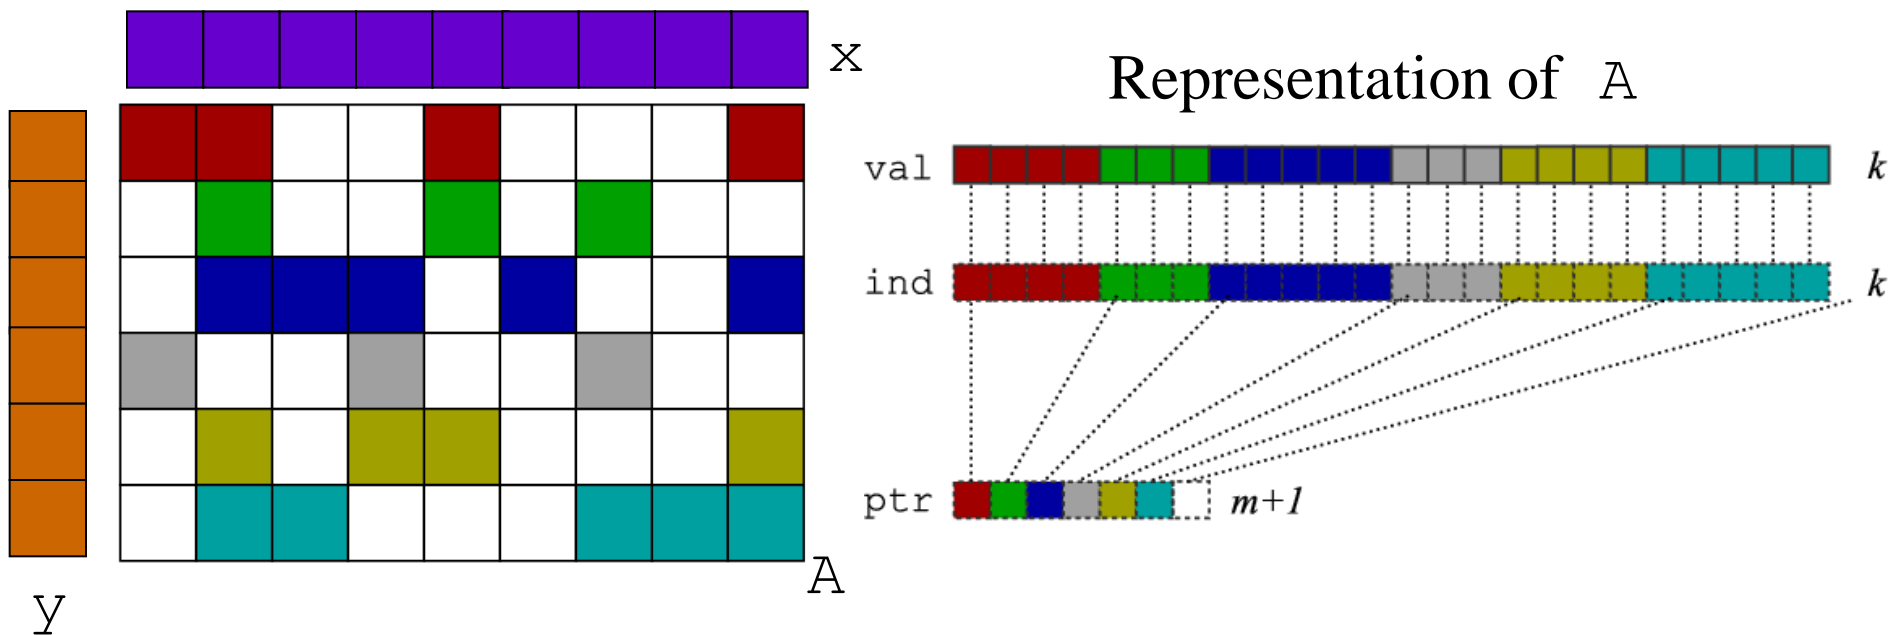 x
Representation of A
val k
ind k
ptr m+1
A
y